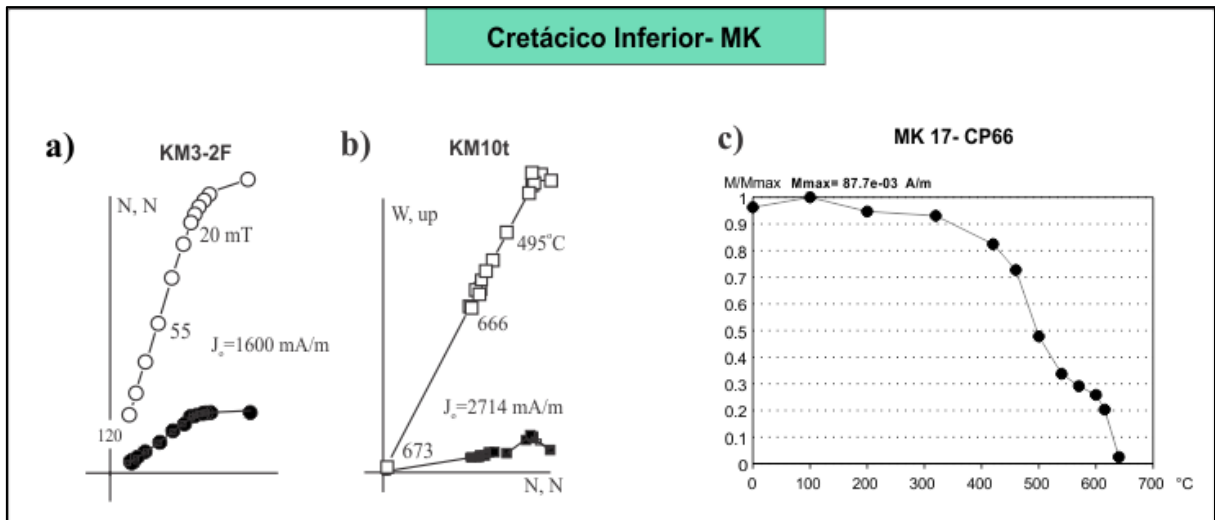 Cretácico Inferior- MK
a)
KM3-2F
N, N
20 mT
55
J₀=1600 mA/m
120
b)
KM10t
W, up
495°C
666
J₀=2714 mA/m
673
N, N
c)
MK 17- CP66
M/Mmax Mmax= 87.7e-03 A/m
1
0.9
0.8
0.7
0.6
0.5
0.4
0.3
0.2
0.1
0
0 100 200 300 400 500 600 700 °C